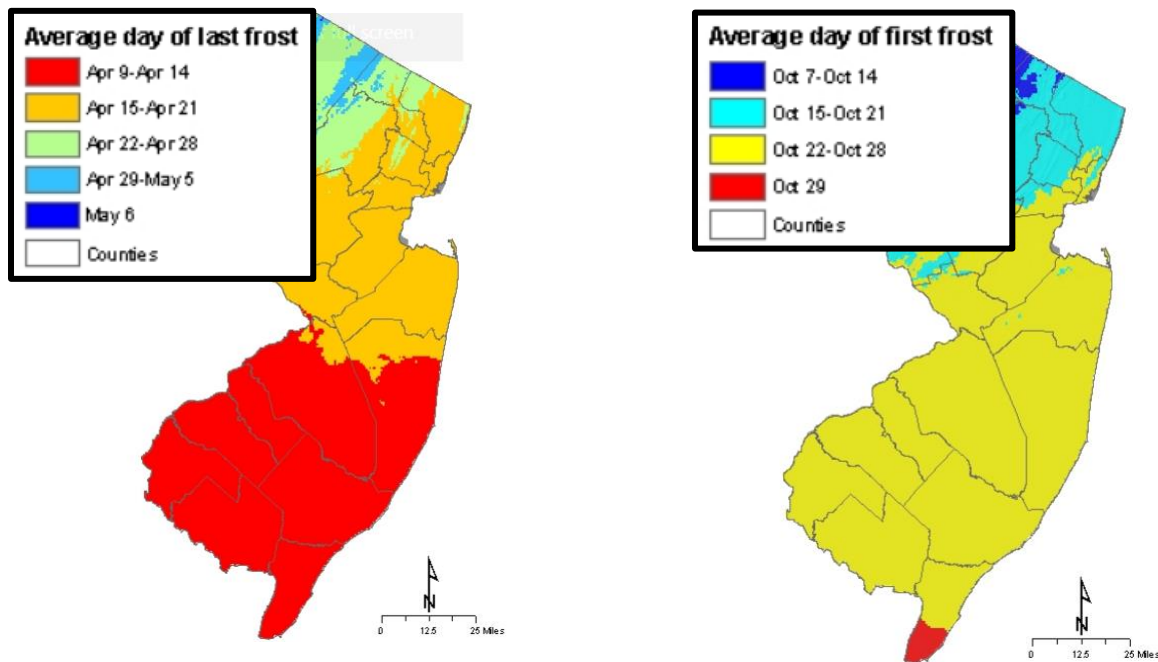 Average day of last frost
Apr 9-Apr 14
Apr 15-Apr 21
Apr 22-Apr 28
Apr 29-May 5
May 6
Counties
screen
N
0 12.5 25 Miles
Average day of first frost
Oct 7-Oct 14
Oct 15-Oct 21
Oct 22-Oct 28
Oct 29
Counties
N
0 12.5 25 Miles